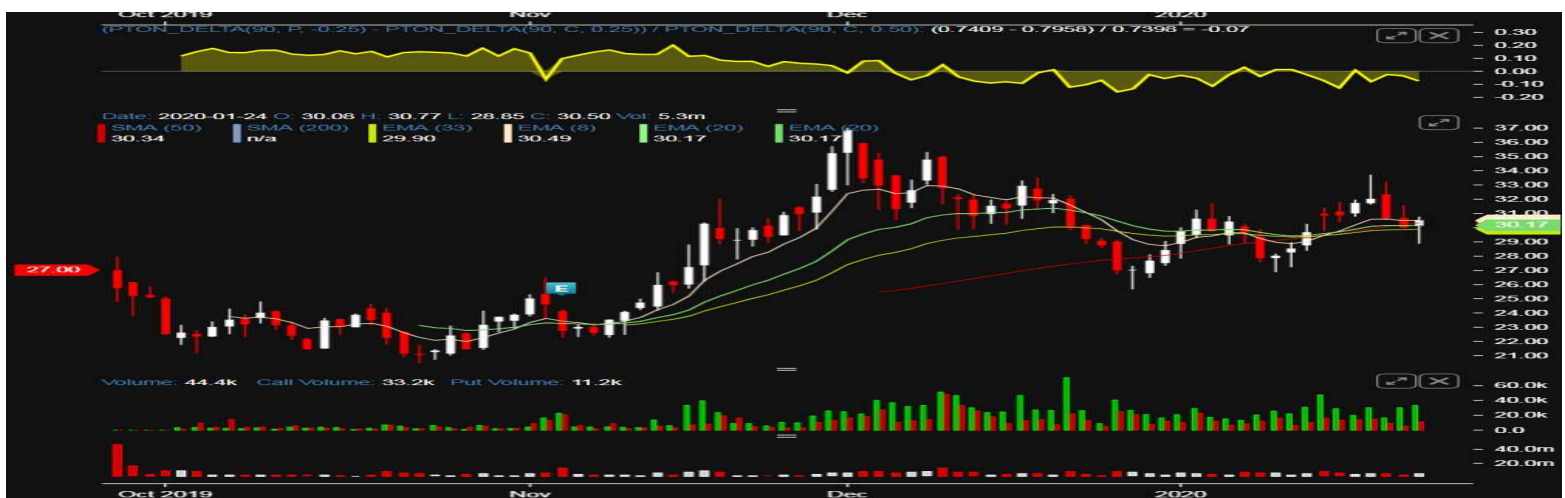 Oct 2019 Nov Dec 2020
(PTON_DELTA(90, P, -0.25) - PTON_DELTA(90, C, 0.25)) / PTON_DELTA(90, C, 0.50): (0.7409 - 0.7958) / 0.7398 = -0.07
0.30
0.20
0.10
0.00
-0.10
-0.20
Date: 2020-01-24 O: 30.08 H: 30.77 L: 28.85 C: 30.50 Vol: 5.3m
SMA (50) SMA (200) EMA (33) EMA (8) EMA (20) EMA (20)
30.34 n/a 29.90 30.49 30.17 30.17
37.00
36.00
35.00
34.00
33.00
32.00
31.00
30.17
29.00
28.00
27.00
27.00
26.00
E
25.00
24.00
23.00
22.00
21.00
Volume: 44.4k Call Volume: 33.2k Put Volume: 11.2k
60.0k
40.0k
20.0k
0.0
40.0m
20.0m
Oct 2019 Nov Dec 2020